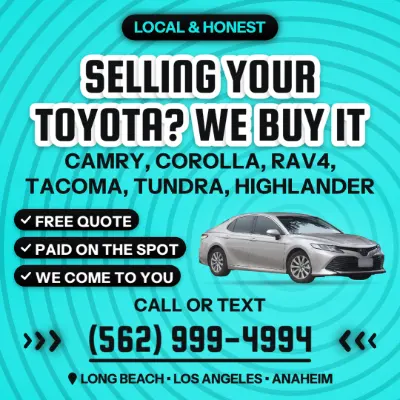 LOCAL & HONEST
SELLING YOUR
TOYOTA? WE BUY IT
CAMRY, COROLLA, RAV4,
TACOMA, TUNDRA, HIGHLANDER
FREE QUOTE
PAID ON THE SPOT
WE COME TO YOU
CALL OR TEXT
(562) 999-4994
LONG BEACH • LOS ANGELES • ANAHEIM